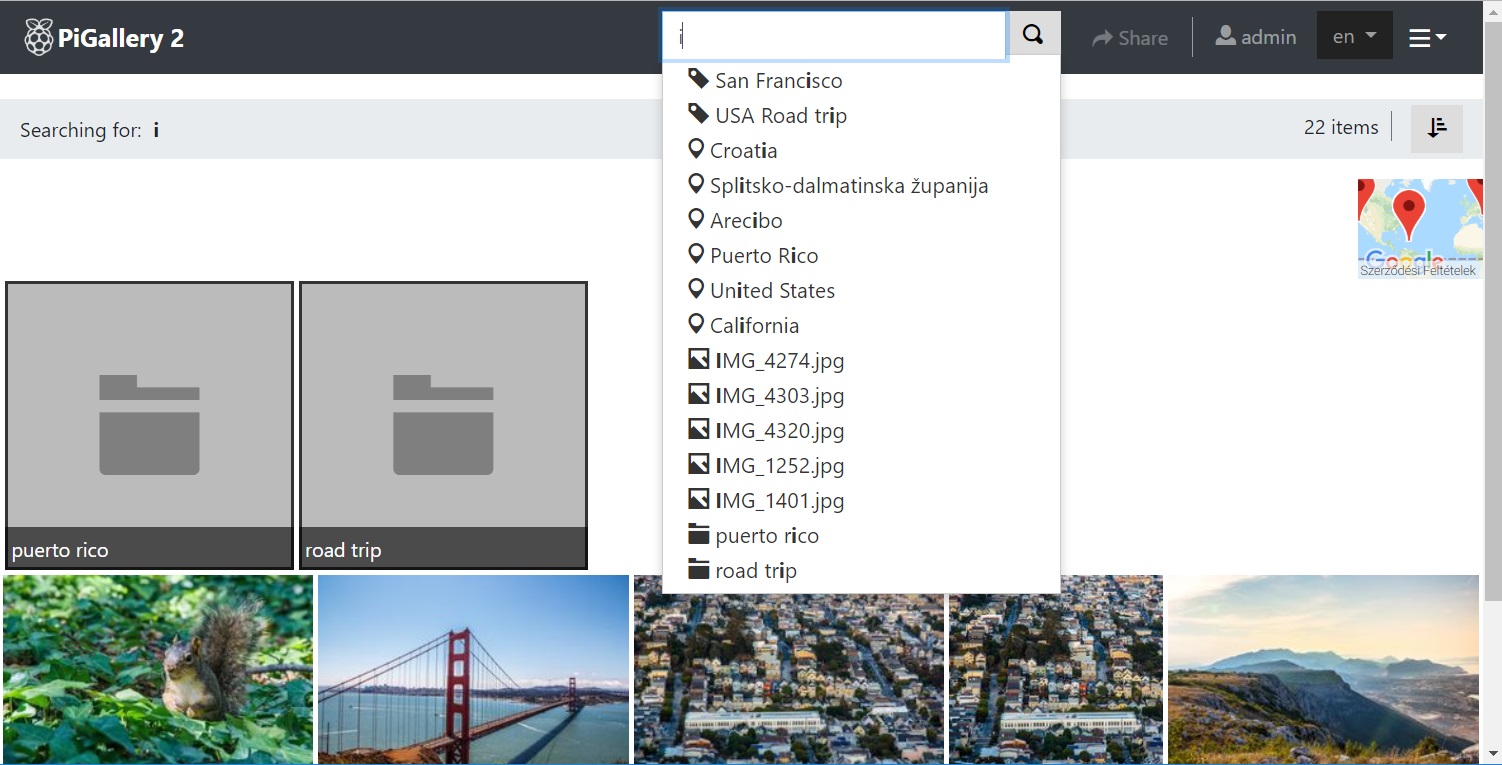 PiGallery 2
i
Share
admin
en
Searching for: i
22 items
San Francisco
USA Road trip
Croatia
Splitsko-dalmatinska županija
Arecibo
Puerto Rico
United States
California
IMG_4274.jpg
IMG_4303.jpg
IMG_4320.jpg
IMG_1252.jpg
IMG_1401.jpg
puerto rico
road trip
Google
Szerződési Feltételek
puerto rico
road trip